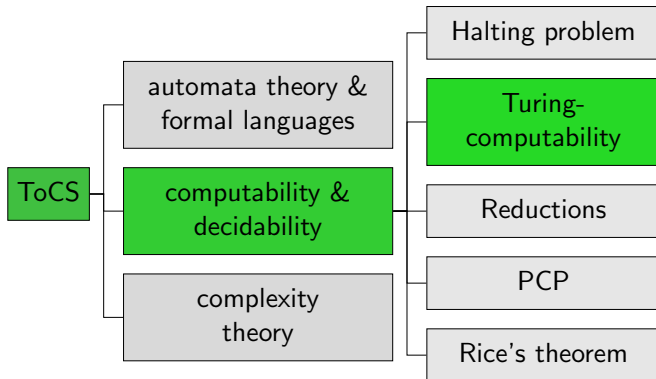 ToCS
automata theory &
formal languages
computability &
decidability
complexity
theory
Halting problem
Turing-
computability
Reductions
PCP
Rice's theorem